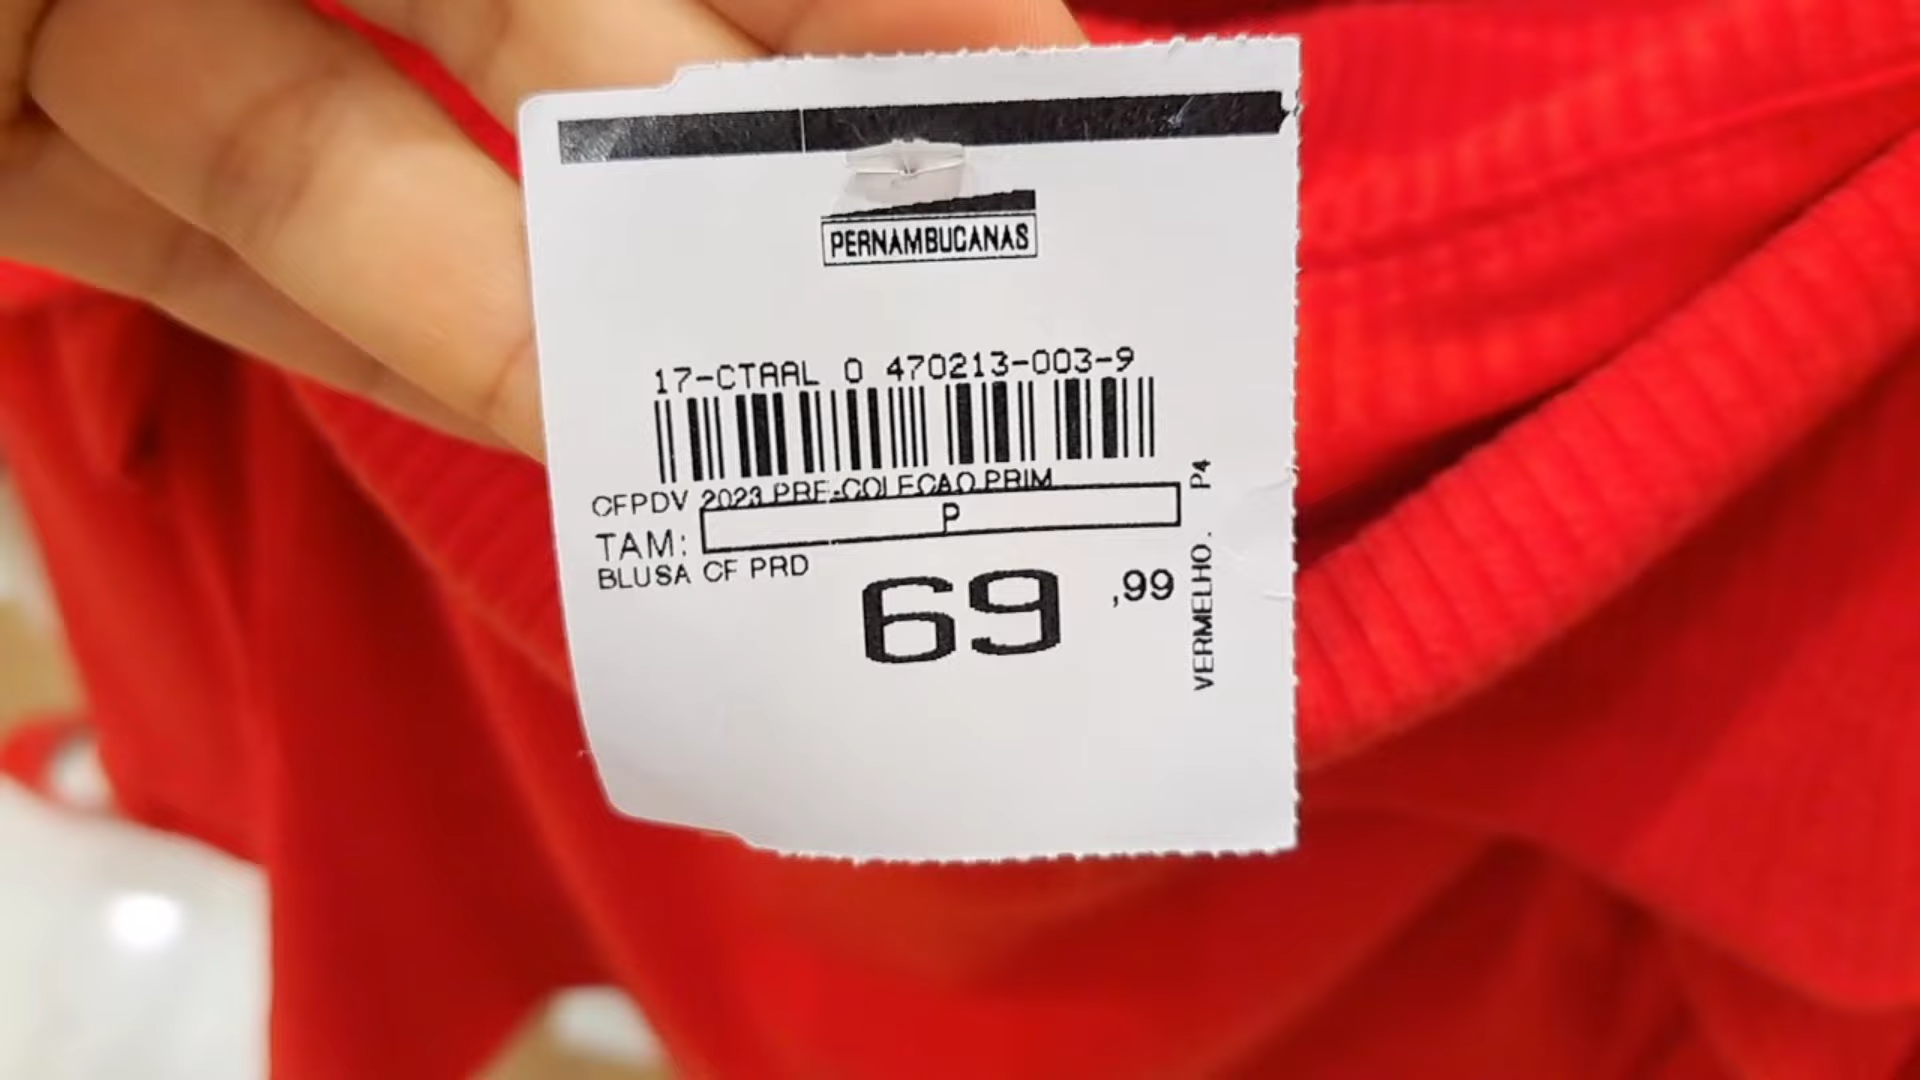 PERNAMBUCANAS
17-CTAAL 0 470213-003-9
CFPDV 2023 PRE-COLECAO PRIM
TAM: P
BLUSA CF PRD
69,99
VERMELHO. P4